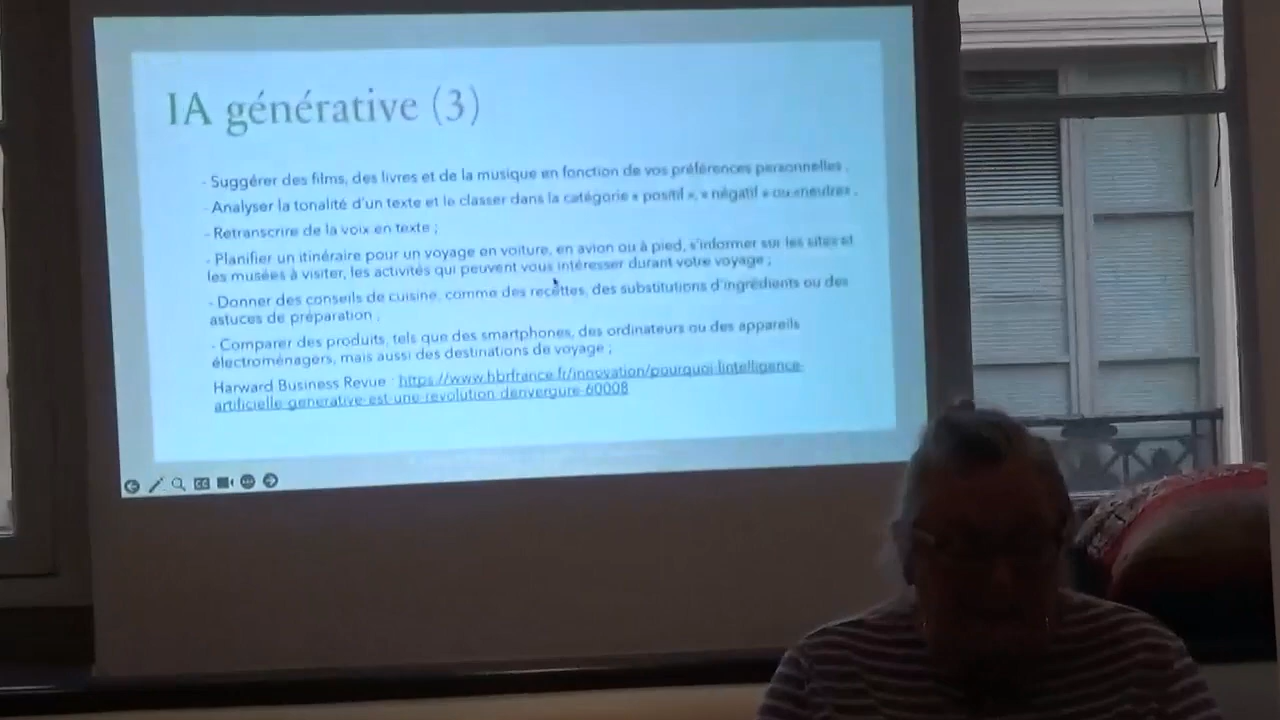 IA générative (3)
- Suggérer des films, des livres et de la musique en fonction de vos préférences personnelles .
- Analyser la tonalité d'un texte et le classer dans la catégorie « positif », « négatif » ou «neutre» .
- Retranscrire de la voix en texte ;
- Planifier un itinéraire pour un voyage en voiture, en avion ou à pied, s'informer sur les sites et
les musées à visiter, les activités qui peuvent vous intéresser durant votre voyage ;
- Donner des conseils de cuisine, comme des recettes, des substitutions d'ingrédients ou des
astuces de préparation ;
- Comparer des produits, tels que des smartphones, des ordinateurs ou des appareils
électroménagers, mais aussi des destinations de voyage ;
Harward Business Revue : https://www.hbrfrance.fr/innovation/pourquoi-lintelligence-
artificielle-generative-est-une-revolution-denvergure-60008